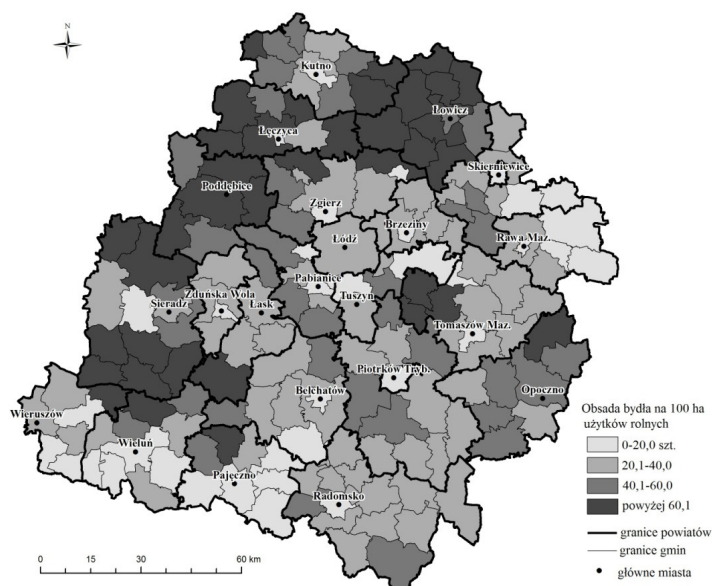 N
Kutno
Łowicz
Łęczyca
Skierniewice
Poddębice
Zgierz
Brzeziny
Rawa Maz.
Łódź
Pabianice
Zduńska Wola
Sieradz
Łask
Tuszyn
Tomaszów Maz.
Piotrków Tryb.
Opoczno
Bełchatów
Wieruszów
Wieluń
Pajęczno
Radomsko
Obsada bydła na 100 ha
użytków rolnych
0-20,0 szt.
20,1-40,0
40,1-60,0
powyżej 60,1
granice powiatów
granice gmin
główne miasta
0 15 30 60 km